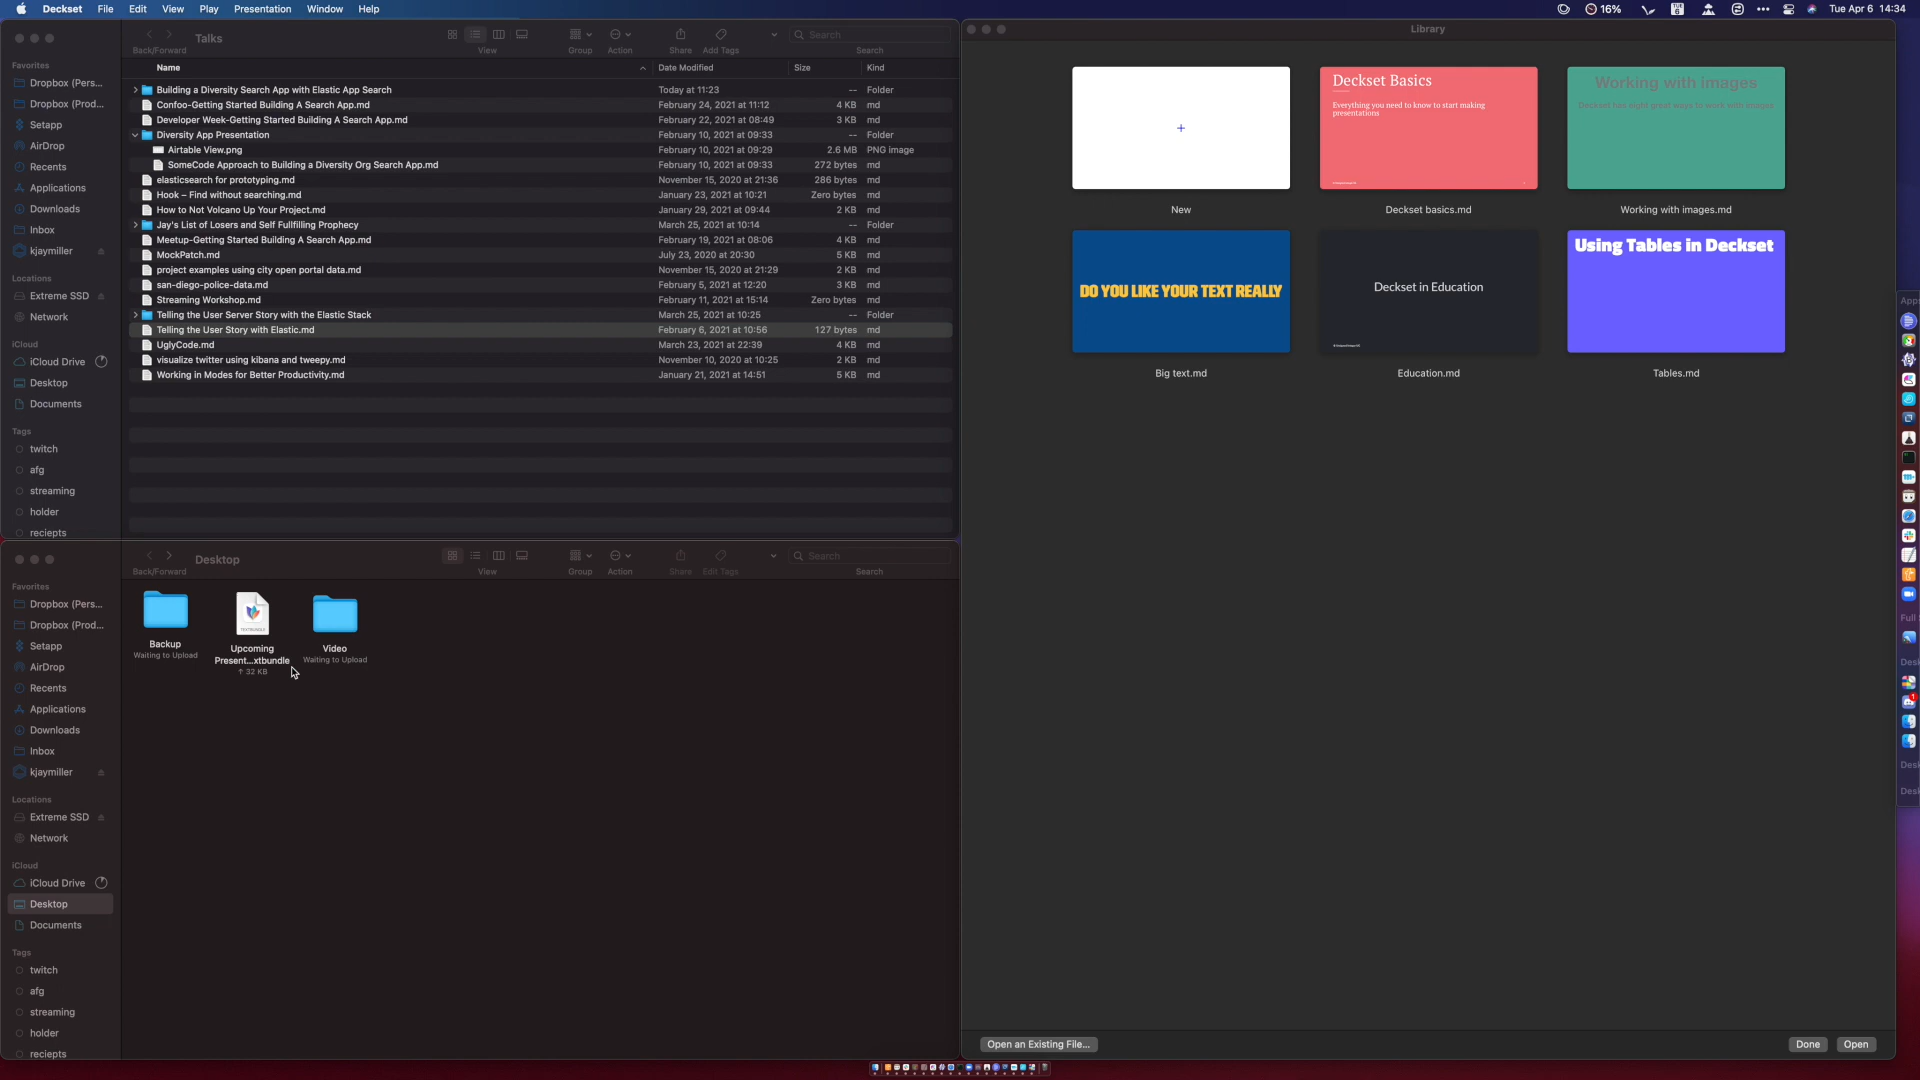 Deckset File Edit View Play Presentation Window Help
16%
Tue Apr 6 14:34
Talks
Back/Forward
View
Group
Action
Share
Add Tags
Search
Search
Favorites
Dropbox (Pers...
Dropbox (Prod...
Setapp
AirDrop
Recents
Applications
Downloads
Inbox
kjaymiller
Locations
Extreme SSD
Network
iCloud
iCloud Drive
Desktop
Documents
Tags
twitch
afg
streaming
holder
reciepts
Name Date Modified Size Kind
Building a Diversity Search App with Elastic App Search Today at 11:23 -- Folder
Confoo-Getting Started Building A Search App.md February 24, 2021 at 11:12 4 KB md
Developer Week-Getting Started Building A Search App.md February 22, 2021 at 08:49 3 KB md
Diversity App Presentation February 10, 2021 at 09:33 -- Folder
Airtable View.png February 10, 2021 at 09:29 2.6 MB PNG image
SomeCode Approach to Building a Diversity Org Search App.md February 10, 2021 at 09:33 272 bytes md
elasticsearch for prototyping.md November 15, 2020 at 21:36 286 bytes md
Hook – Find without searching.md January 23, 2021 at 10:21 Zero bytes md
How to Not Volcano Up Your Project.md January 29, 2021 at 09:44 2 KB md
Jay's List of Losers and Self Fullfilling Prophecy March 25, 2021 at 10:14 -- Folder
Meetup-Getting Started Building A Search App.md February 19, 2021 at 08:06 4 KB md
MockPatch.md July 23, 2020 at 20:30 5 KB md
project examples using city open portal data.md November 15, 2020 at 21:29 2 KB md
san-diego-police-data.md February 5, 2021 at 12:20 3 KB md
Streaming Workshop.md February 11, 2021 at 15:14 Zero bytes md
Telling the User Server Story with the Elastic Stack March 25, 2021 at 10:25 -- Folder
Telling the User Story with Elastic.md February 6, 2021 at 10:56 127 bytes md
UglyCode.md March 23, 2021 at 22:39 4 KB md
visualize twitter using kibana and tweepy.md November 10, 2020 at 10:25 2 KB md
Working in Modes for Better Productivity.md January 21, 2021 at 14:51 5 KB md
Desktop
Back/Forward
View
Group
Action
Share
Edit Tags
Search
Search
Favorites
Dropbox (Pers...
Dropbox (Prod...
Setapp
AirDrop
Recents
Applications
Downloads
Inbox
kjaymiller
Locations
Extreme SSD
Network
iCloud
iCloud Drive
Desktop
Documents
Tags
twitch
afg
streaming
holder
reciepts
Backup
Waiting to Upload
TEXTBUNDLE
Upcoming
Present...xtbundle
↑ 32 KB
Video
Waiting to Upload
Library
New
Deckset Basics
Everything you need to know to start making
presentations
Deckset basics.md
Working with images
Deckset has eight great ways to work with images
Working with images.md
DO YOU LIKE YOUR TEXT REALLY
Big text.md
Deckset in Education
Education.md
Using Tables in Deckset
Tables.md
Open an Existing File...
Done
Open
Apps
Full
Desk
1
Desk
Desk